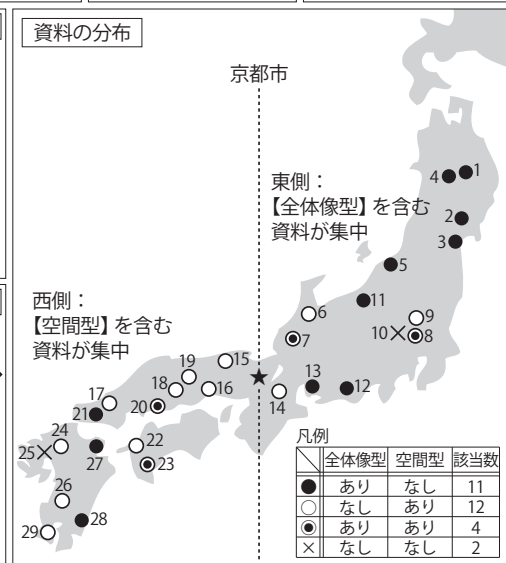 資料の分布
京都市
東側：
【全体像型】を含む
資料が集中
西側：
【空間型】を含む
資料が集中
1
4
2
3
5
11
6
9
10
8
7
15
19
13
12
18
16
14
17
20
21
24
22
25
27
23
26
28
29
凡例
全体像型 空間型 該当数
● あり なし 11
○ なし あり 12
◉ あり あり 4
× なし なし 2